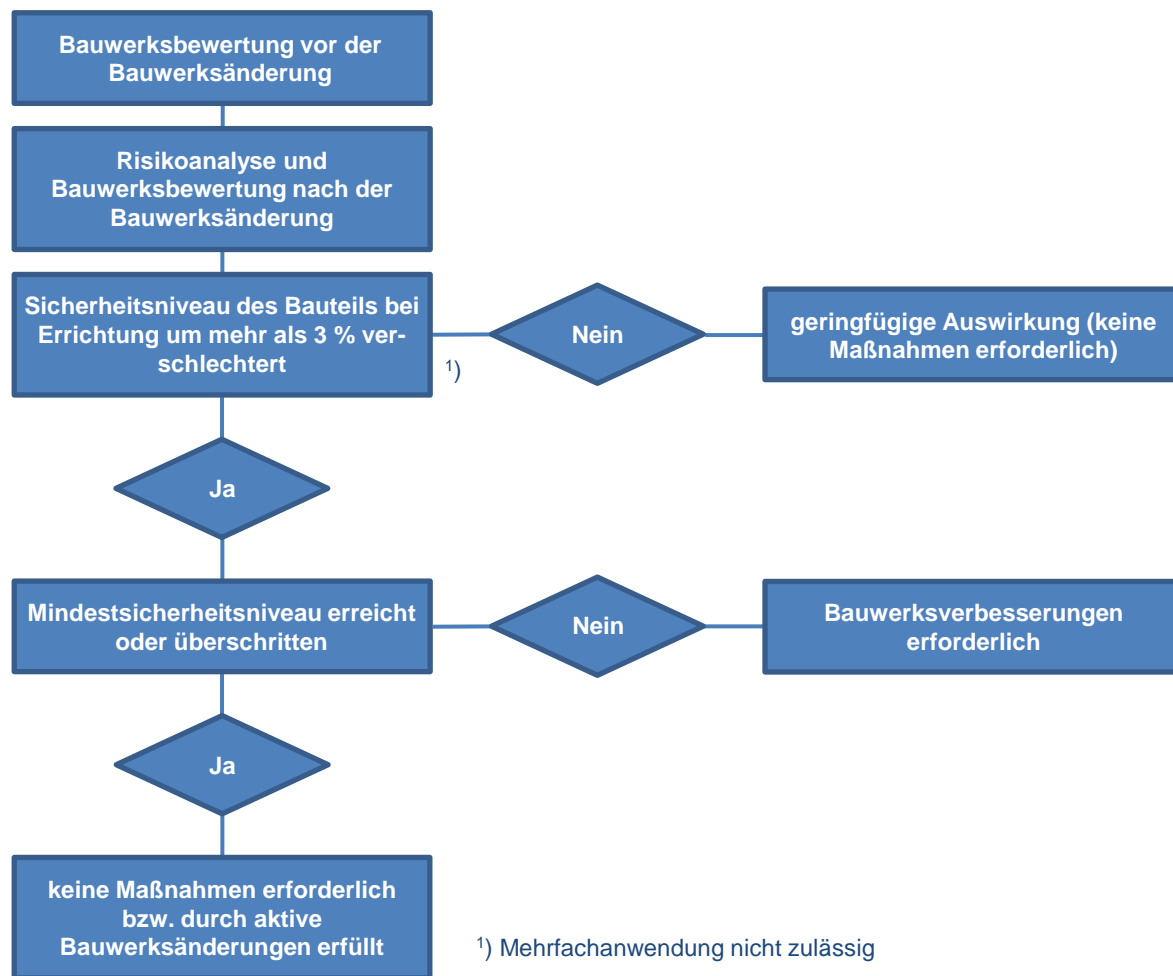 Bauwerksbewertung vor der
Bauwerksänderung
Risikoanalyse und
Bauwerksbewertung nach der
Bauwerksänderung
Sicherheitsniveau des Bauteils bei
Errichtung um mehr als 3 % ver-
schlechtert
¹)
Nein
geringfügige Auswirkung (keine
Maßnahmen erforderlich)
Ja
Mindestsicherheitsniveau erreicht
oder überschritten
Nein
Bauwerksverbesserungen
erforderlich
Ja
keine Maßnahmen erforderlich
bzw. durch aktive
Bauwerksänderungen erfüllt
¹) Mehrfachanwendung nicht zulässig